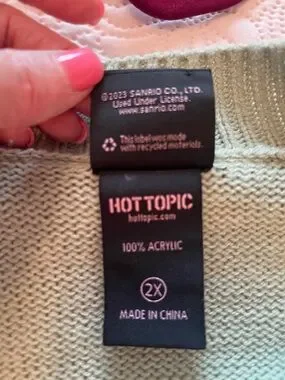 ©2023 SANRIO CO., LTD.
Used Under License.
www.sanrio.com
This label was made
with recycled materials.
HOT TOPIC
hottopic.com
100% ACRYLIC
2X
MADE IN CHINA